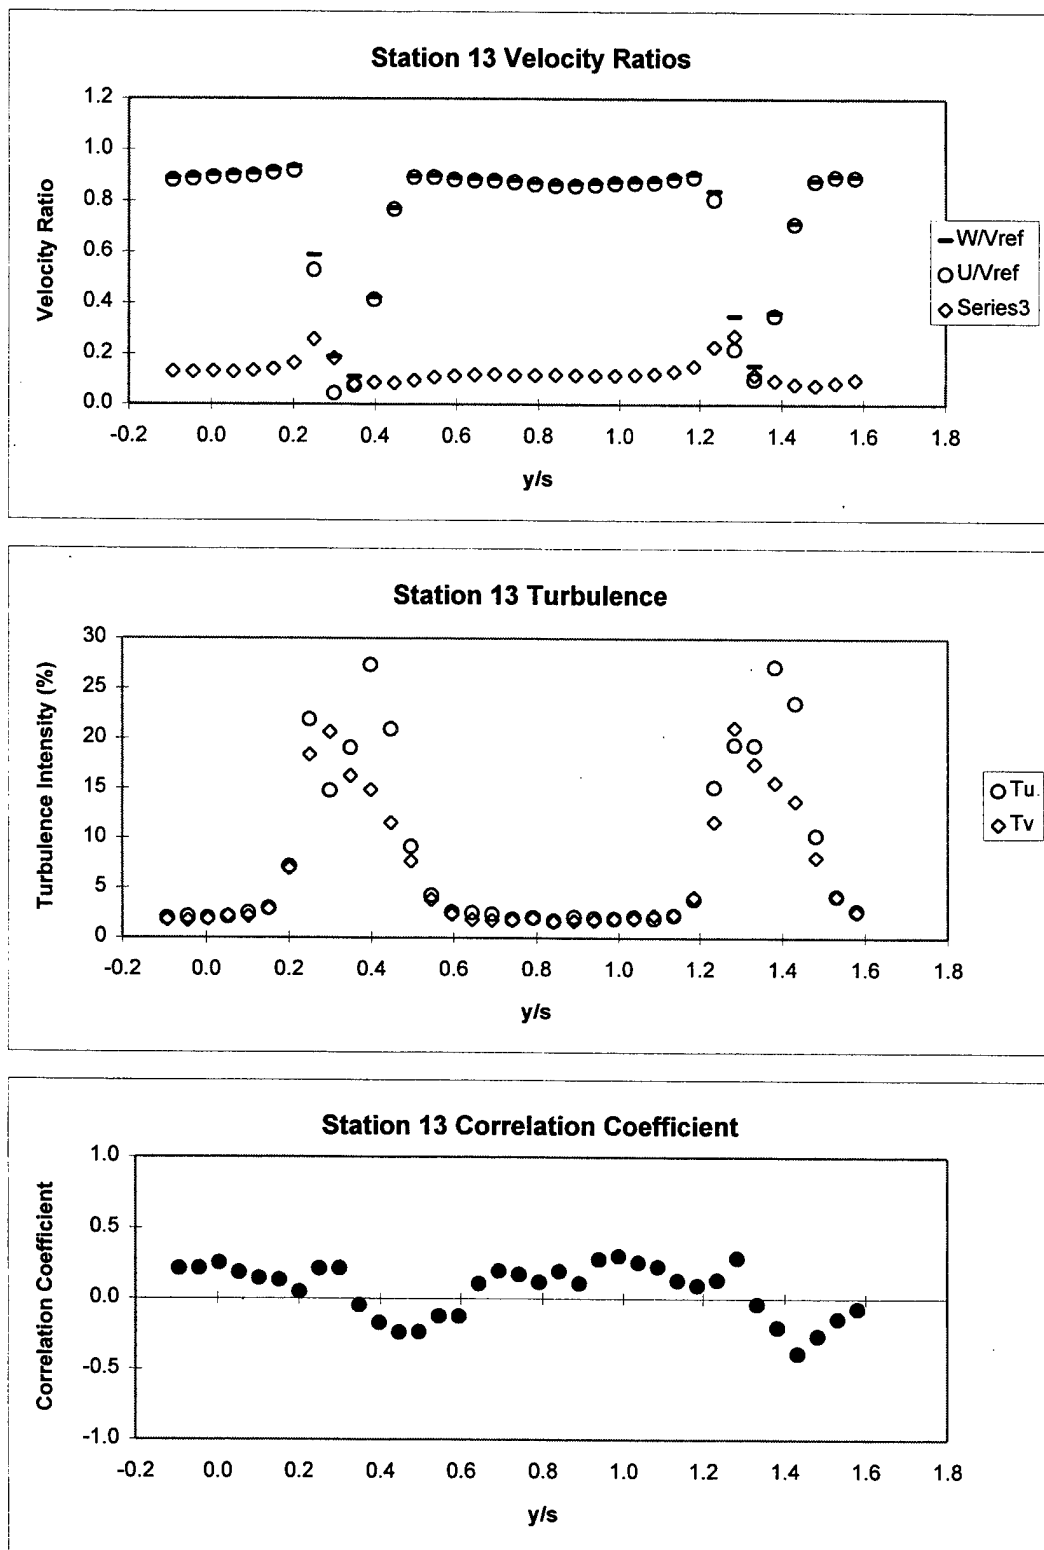 Station 13 Velocity Ratios
1.2
1.0
0.8
0.6
0.4
0.2
0.0
Velocity Ratio
-0.2 0.0 0.2 0.4 0.6 0.8 1.0 1.2 1.4 1.6 1.8
y/s
W/Vref
U/Vref
Series3
Station 13 Turbulence
30
25
20
15
10
5
0
Turbulence Intensity (%)
-0.2 0.0 0.2 0.4 0.6 0.8 1.0 1.2 1.4 1.6 1.8
y/s
Tu
Tv
Station 13 Correlation Coefficient
1.0
0.5
0.0
-0.5
-1.0
Correlation Coefficient
-0.2 0.0 0.2 0.4 0.6 0.8 1.0 1.2 1.4 1.6 1.8
y/s